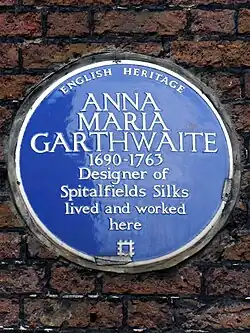 ENGLISH HERITAGE
ANNA
MARIA
GARTHWAITE
1690-1763
Designer of
Spitalfields Silks
lived and worked
here